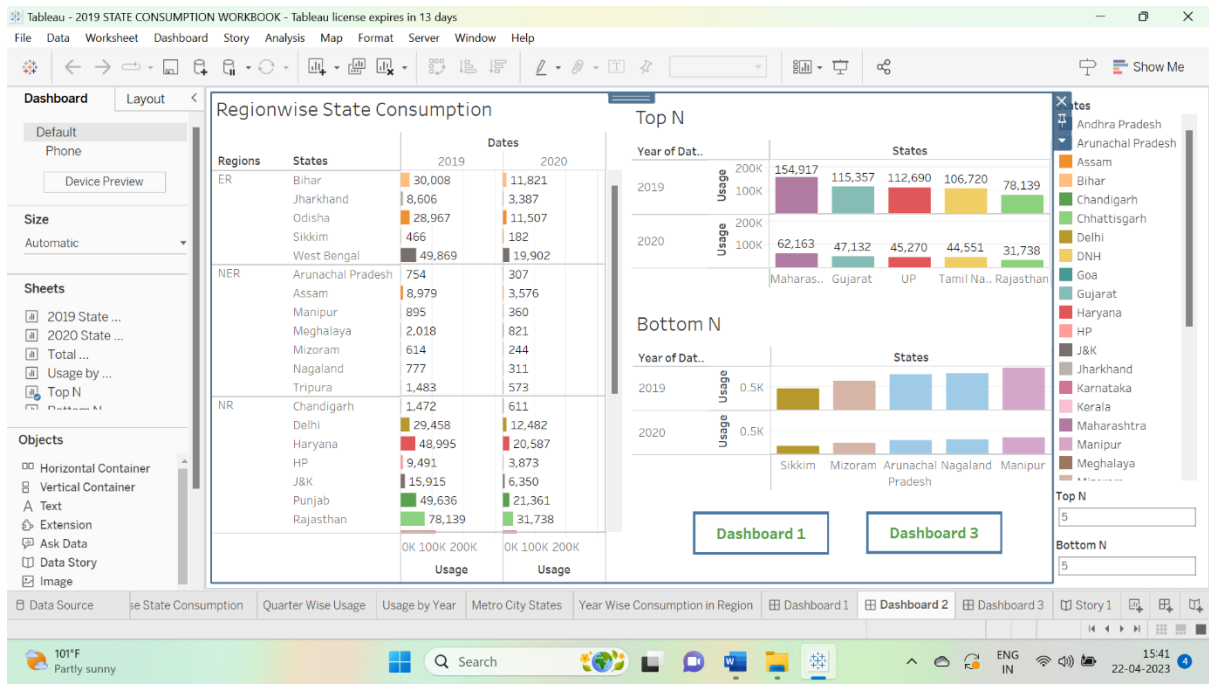 Tableau - 2019 STATE CONSUMPTION WORKBOOK - Tableau license expires in 13 days
File Data Worksheet Dashboard Story Analysis Map Format Server Window Help
Show Me
Dashboard Layout
Default
Phone
Device Preview
Size
Automatic
Sheets
2019 State ...
2020 State ...
Total ...
Usage by ...
Top N
Bottom N
Objects
Horizontal Container
Vertical Container
A Text
Extension
Ask Data
Data Story
Image
Regionwise State Consumption
Dates
Regions States 2019 2020
ER Bihar 30,008 11,821
Jharkhand 8,606 3,387
Odisha 28,967 11,507
Sikkim 466 182
West Bengal 49,869 19,902
NER Arunachal Pradesh 754 307
Assam 8,979 3,576
Manipur 895 360
Meghalaya 2,018 821
Mizoram 614 244
Nagaland 777 311
Tripura 1,483 573
NR Chandigarh 1,472 611
Delhi 29,458 12,482
Haryana 48,995 20,587
HP 9,491 3,873
J&K 15,915 6,350
Punjab 49,636 21,361
Rajasthan 78,139 31,738
0K 100K 200K 0K 100K 200K
Usage Usage
Top N
Year of Dat.. States
2019 Usage 200K 100K 154,917 115,357 112,690 106,720 78,139
2020 Usage 200K 100K 62,163 47,132 45,270 44,551 31,738
Maharas.. Gujarat UP Tamil Na.. Rajasthan
Bottom N
Year of Dat.. States
2019 Usage 0.5K
2020 Usage 0.5K
Sikkim Mizoram Arunachal Nagaland Manipur
Pradesh
Dashboard 1 Dashboard 3
Andhra Pradesh
Arunachal Pradesh
Assam
Bihar
Chandigarh
Chhattisgarh
Delhi
DNH
Goa
Gujarat
Haryana
HP
J&K
Jharkhand
Karnataka
Kerala
Maharashtra
Manipur
Meghalaya
Mizoram
Top N
5
Bottom N
5
Data Source se State Consumption Quarter Wise Usage Usage by Year Metro City States Year Wise Consumption in Region Dashboard 1 Dashboard 2 Dashboard 3 Story 1
101°F
Partly sunny
Search
ENG
IN
15:41
22-04-2023
4